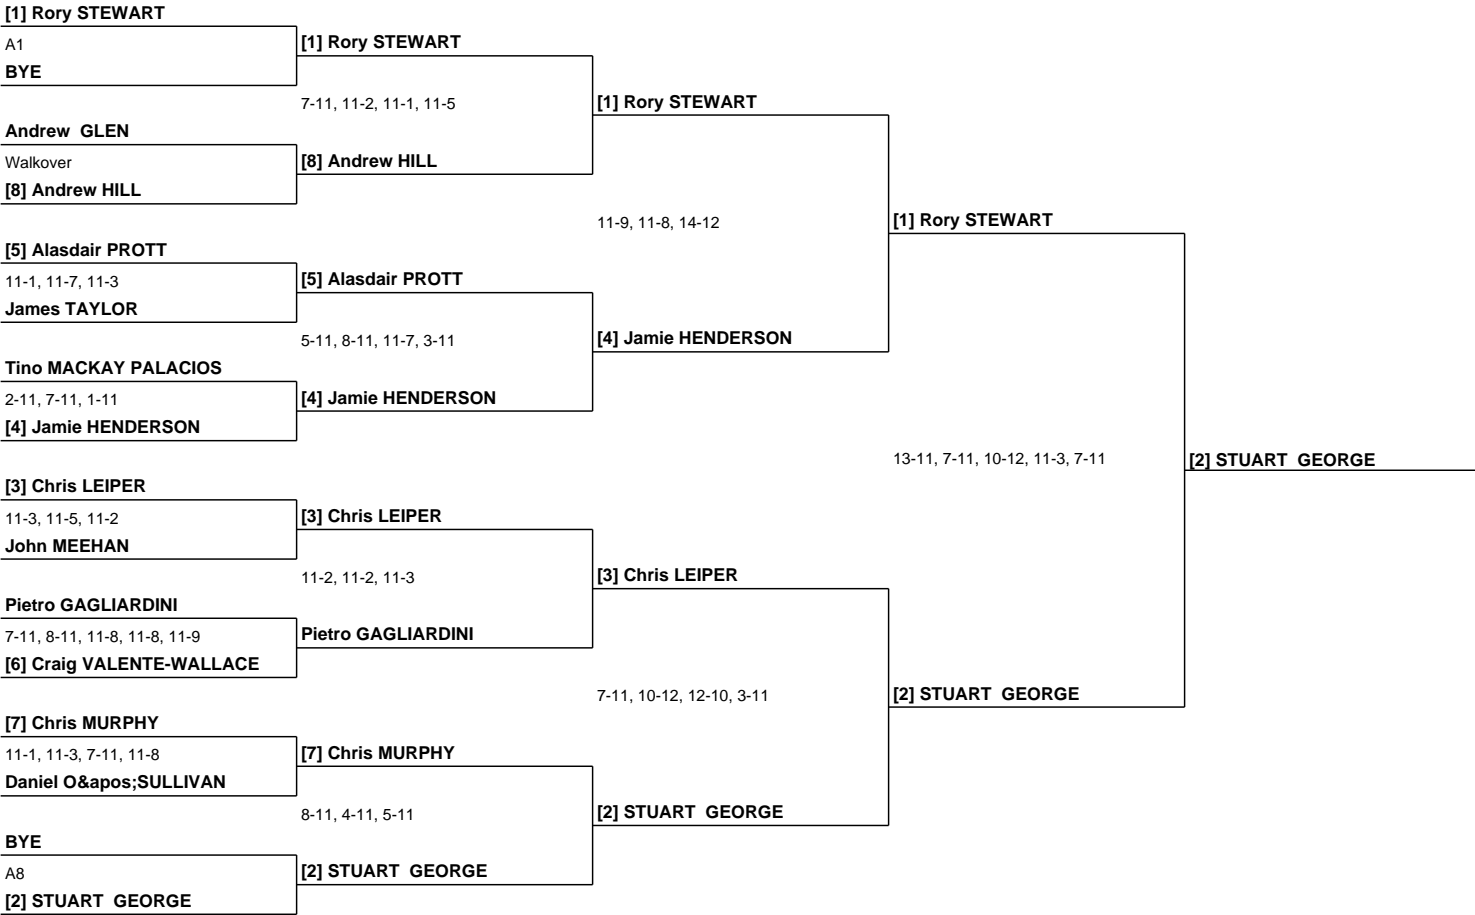 [1] Rory STEWART
A1
BYE
Andrew  GLEN
Walkover
[8] Andrew HILL
[5] Alasdair PROTT
11-1, 11-7, 11-3
James TAYLOR
Tino MACKAY PALACIOS
2-11, 7-11, 1-11
[4] Jamie HENDERSON
[3] Chris LEIPER
11-3, 11-5, 11-2
John MEEHAN
Pietro GAGLIARDINI
7-11, 8-11, 11-8, 11-8, 11-9
[6] Craig VALENTE-WALLACE
[7] Chris MURPHY
11-1, 11-3, 7-11, 11-8
Daniel O&apos;SULLIVAN
BYE
A8
[2] STUART  GEORGE
[1] Rory STEWART
7-11, 11-2, 11-1, 11-5
[8] Andrew HILL
[5] Alasdair PROTT
5-11, 8-11, 11-7, 3-11
[4] Jamie HENDERSON
[3] Chris LEIPER
11-2, 11-2, 11-3
Pietro GAGLIARDINI
[7] Chris MURPHY
8-11, 4-11, 5-11
[2] STUART  GEORGE
[1] Rory STEWART
11-9, 11-8, 14-12
[4] Jamie HENDERSON
[3] Chris LEIPER
7-11, 10-12, 12-10, 3-11
[2] STUART  GEORGE
[1] Rory STEWART
13-11, 7-11, 10-12, 11-3, 7-11
[2] STUART  GEORGE
[2] STUART  GEORGE